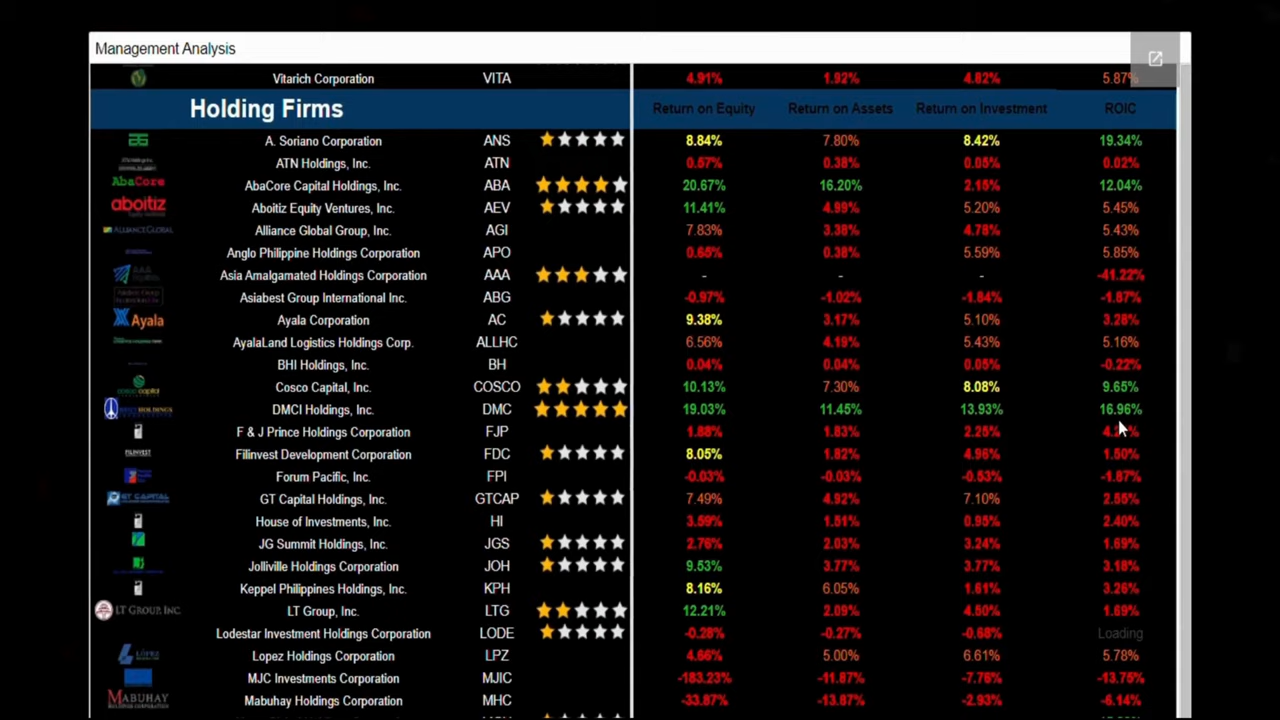 Management Analysis
Vitarich Corporation VITA 4.91% 1.92% 4.82% 5.87%
Holding Firms Return on Equity Return on Assets Return on Investment ROIC
A. Soriano Corporation ANS 8.84% 7.80% 8.42% 19.34%
ATN Holdings, Inc. ATN 0.57% 0.38% 0.05% 0.02%
AbaCore AbaCore Capital Holdings, Inc. ABA 20.67% 16.20% 2.15% 12.04%
aboitiz Aboitiz Equity Ventures, Inc. AEV 11.41% 4.99% 5.20% 5.45%
ALLIANCE GLOBAL Alliance Global Group, Inc. AGI 7.83% 3.38% 4.78% 5.43%
Anglo Philippine Holdings Corporation APO 0.65% 0.38% 5.59% 5.85%
Asia Amalgamated Holdings Corporation AAA - - - -41.22%
Asiabest Group International Inc. ABG -0.97% -1.02% -1.84% -1.87%
Ayala Ayala Corporation AC 9.38% 3.17% 5.10% 3.28%
AyalaLand Logistics Holdings Corp. ALLHC 6.56% 4.19% 5.43% 5.16%
BHI Holdings, Inc. BH 0.04% 0.04% 0.05% -0.22%
cosco capital Cosco Capital, Inc. COSCO 10.13% 7.30% 8.08% 9.65%
DMCI Holdings, Inc. DMC 19.03% 11.45% 13.93% 16.96%
F & J Prince Holdings Corporation FJP 1.88% 1.83% 2.25%
FILINVEST Filinvest Development Corporation FDC 8.05% 1.82% 4.96% 1.50%
Forum Pacific, Inc. FPI -0.03% -0.03% -0.53% -1.87%
GT CAPITAL GT Capital Holdings, Inc. GTCAP 7.49% 4.92% 7.10% 2.55%
House of Investments, Inc. HI 3.59% 1.51% 0.95% 2.40%
JG Summit Holdings, Inc. JGS 2.76% 2.03% 3.24% 1.69%
Jolliville Holdings Corporation JOH 9.53% 3.77% 3.77% 3.18%
Keppel Philippines Holdings, Inc. KPH 8.16% 6.05% 1.61% 3.26%
LT GROUP, INC. LT Group, Inc. LTG 12.21% 2.09% 4.50% 1.69%
Lodestar Investment Holdings Corporation LODE -0.28% -0.27% -0.68% Loading
Lopez Holdings Corporation LPZ 4.66% 5.00% 6.61% 5.78%
MJC Investments Corporation MJIC -183.23% -11.87% -7.76% -13.75%
MABUHAY Mabuhay Holdings Corporation MHC -33.87% -13.87% -2.93% -6.14%